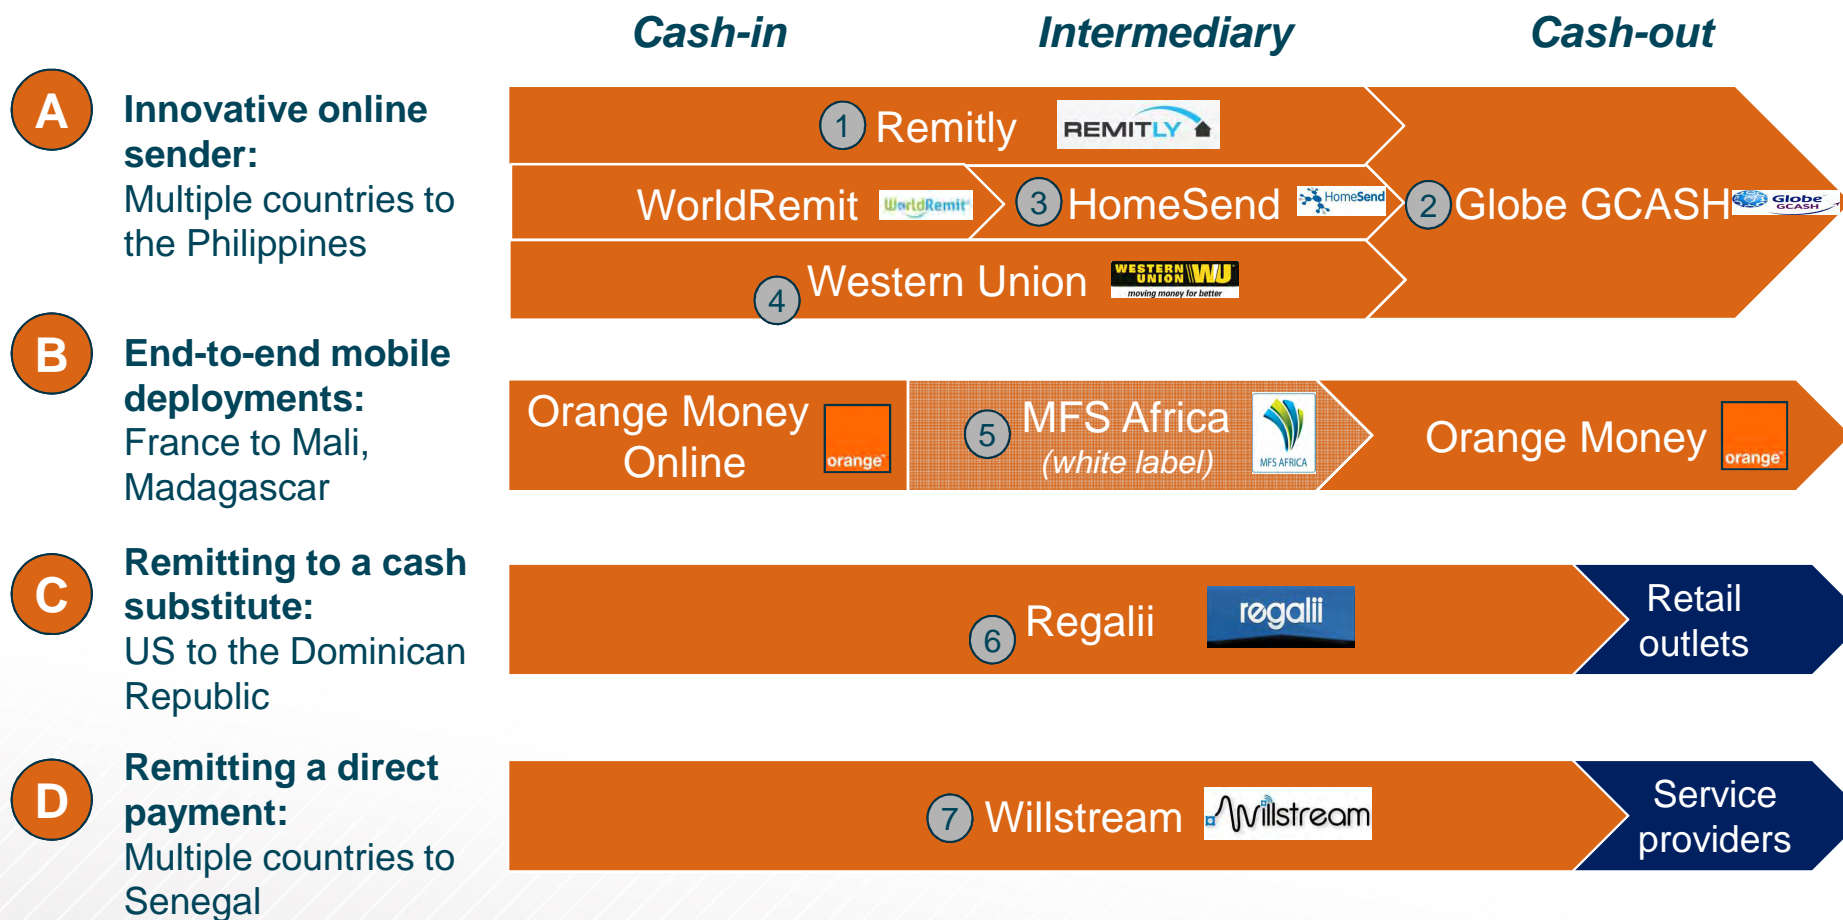 Cash-in Intermediary Cash-out
A
Innovative online
sender:
Multiple countries to
the Philippines
1 Remitly REMITLY
WorldRemit WorldRemit
3 HomeSend HomeSend
2 Globe GCASH Globe GCASH
4 Western Union WESTERN UNION WU
moving money for better
B
End-to-end mobile
deployments:
France to Mali,
Madagascar
Orange Money
Online
orange™
5 MFS Africa
(white label)
MFS AFRICA
Orange Money
orange™
C
Remitting to a cash
substitute:
US to the Dominican
Republic
6 Regalii regalii
Retail
outlets
D
Remitting a direct
payment:
Multiple countries to
Senegal
7 Willstream Willstream
Service
providers